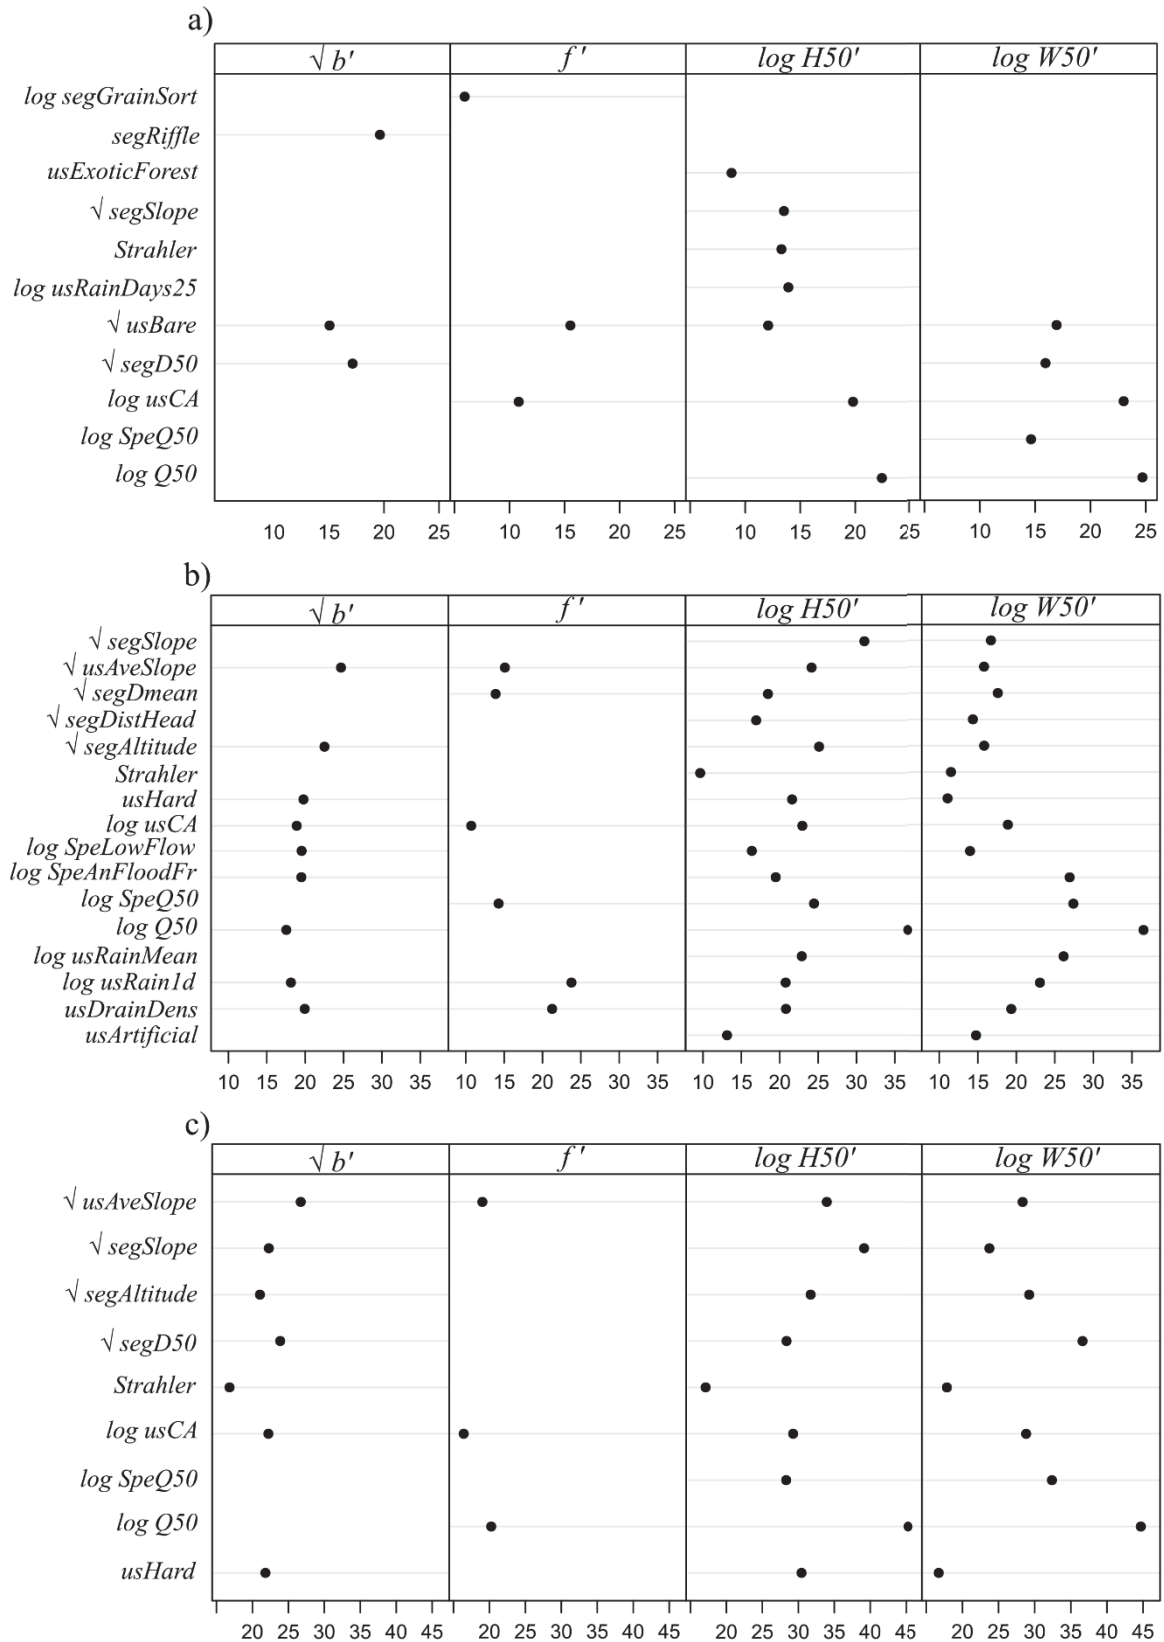 a)
√ b' f ' log H50' log W50'
log segGrainSort
segRiffle
usExoticForest
√ segSlope
Strahler
log usRainDays25
√ usBare
√ segD50
log usCA
log SpeQ50
log Q50
10 15 20 25 10 15 20 25 10 15 20 25 10 15 20 25
b)
√ b' f ' log H50' log W50'
√ segSlope
√ usAveSlope
√ segDmean
√ segDistHead
√ segAltitude
Strahler
usHard
log usCA
log SpeLowFlow
log SpeAnFloodFr
log SpeQ50
log Q50
log usRainMean
log usRain1d
usDrainDens
usArtificial
10 15 20 25 30 35 10 15 20 25 30 35 10 15 20 25 30 35 10 15 20 25 30 35
c)
√ b' f ' log H50' log W50'
√ usAveSlope
√ segSlope
√ segAltitude
√ segD50
Strahler
log usCA
log SpeQ50
log Q50
usHard
20 25 30 35 40 45 20 25 30 35 40 45 20 25 30 35 40 45 20 25 30 35 40 45